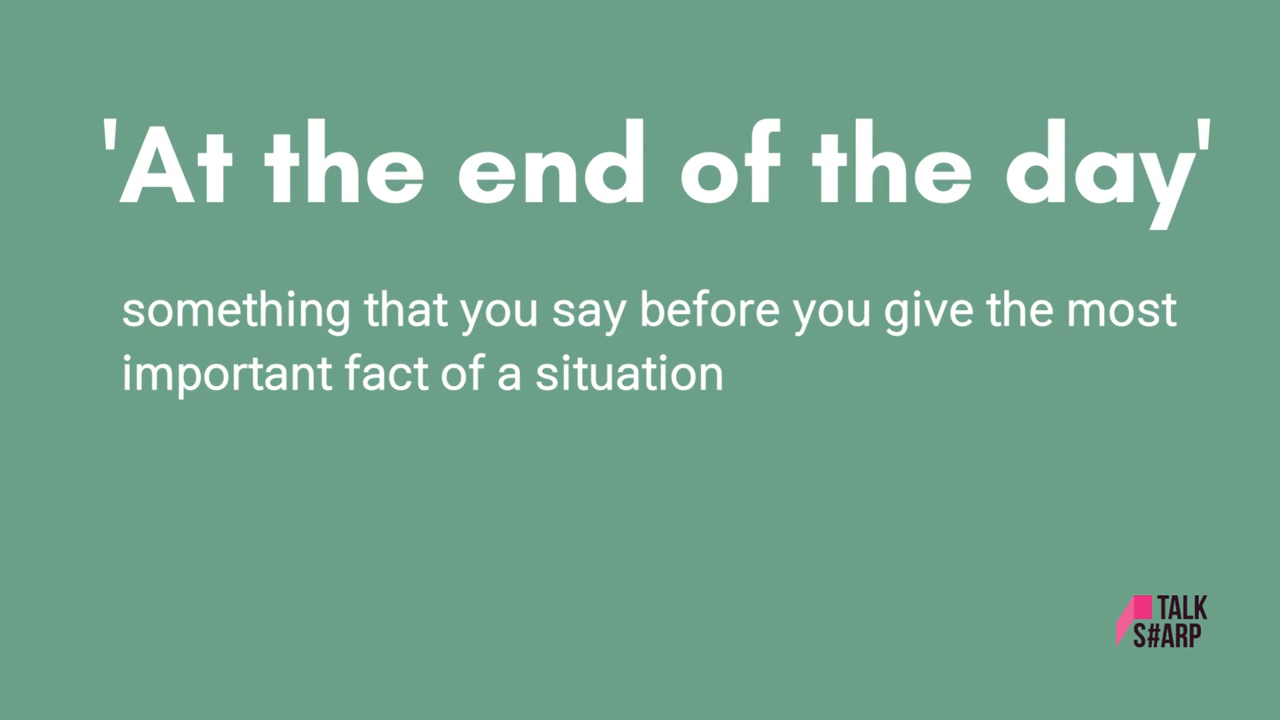 'At the end of the day'
something that you say before you give the most
important fact of a situation
TALK
S#ARP